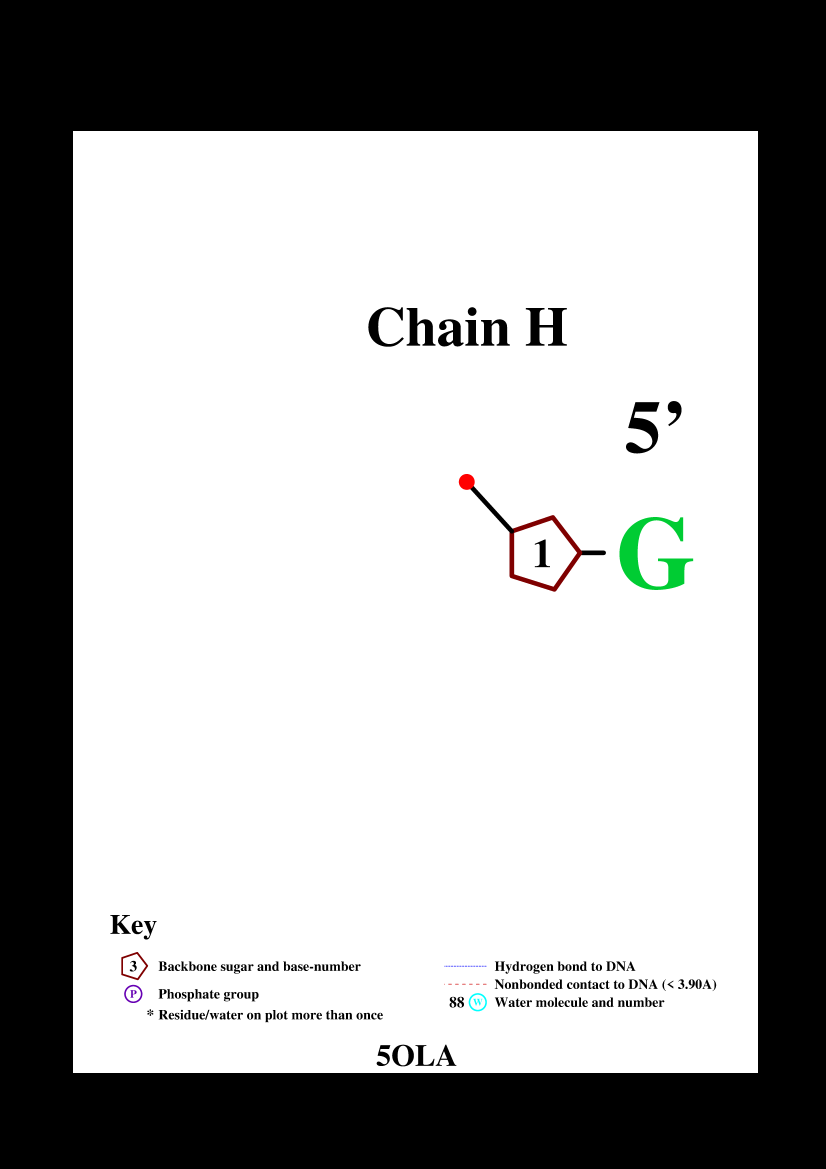 Chain H
5’
1
G
Key
3 Backbone sugar and base-number
P Phosphate group
* Residue/water on plot more than once
Hydrogen bond to DNA
Nonbonded contact to DNA (< 3.90A)
88 W Water molecule and number
5OLA